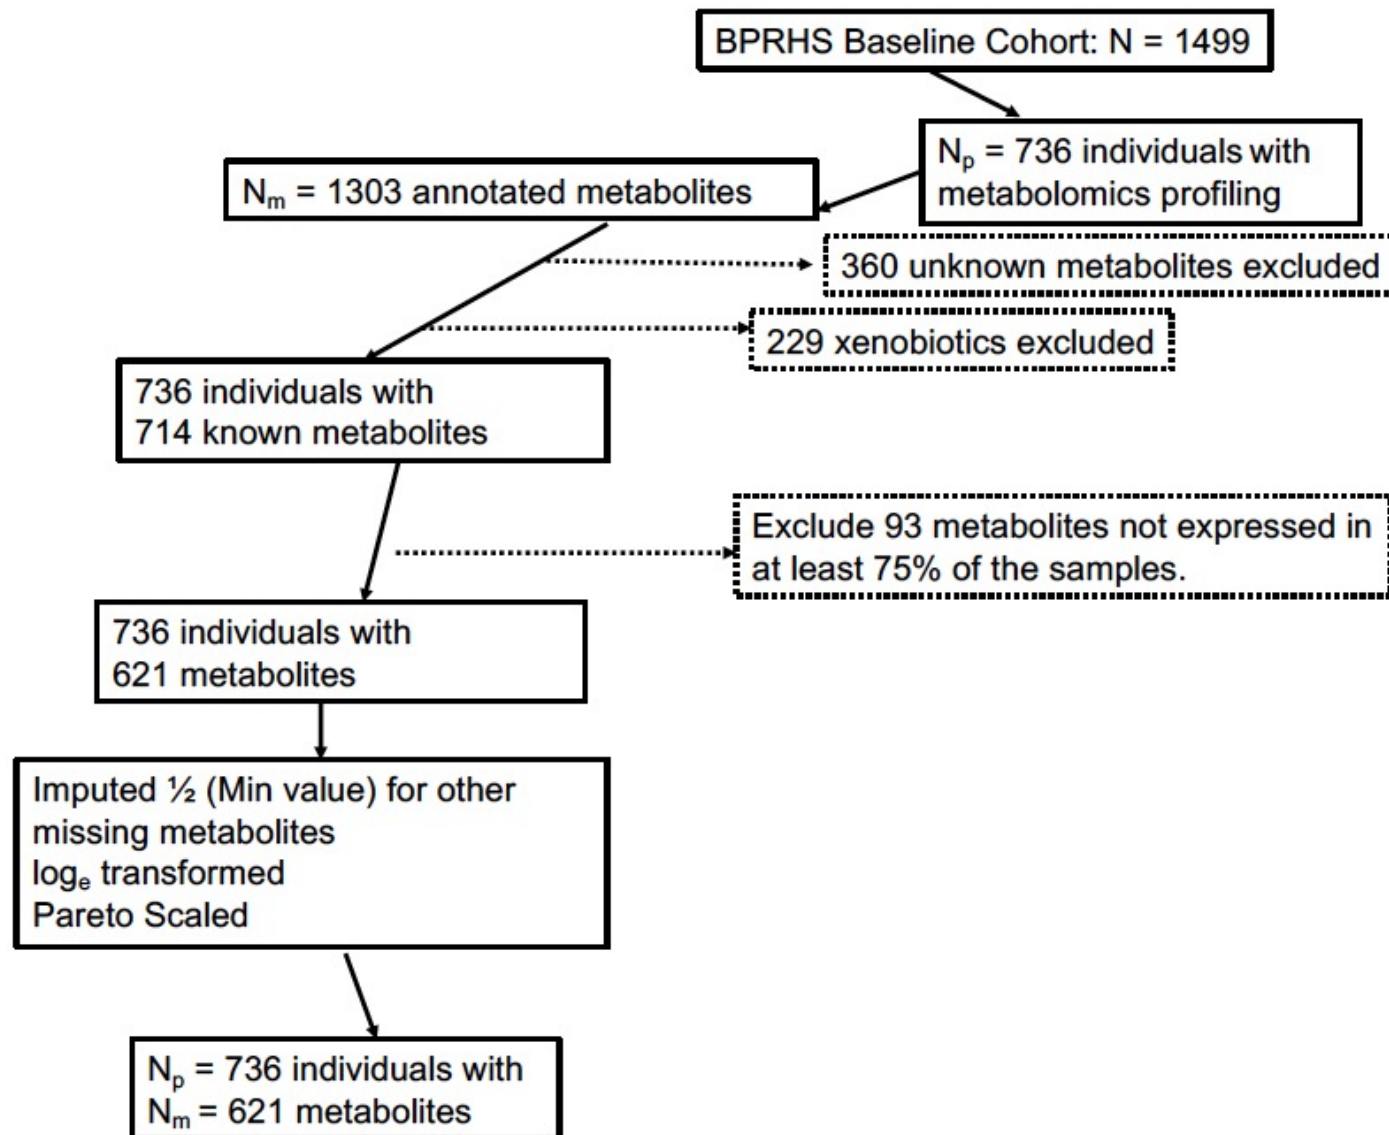 BPRHS Baseline Cohort: N = 1499
Nₚ = 736 individuals with
metabolomics profiling
Nₘ = 1303 annotated metabolites
360 unknown metabolites excluded
229 xenobiotics excluded
736 individuals with
714 known metabolites
Exclude 93 metabolites not expressed in
at least 75% of the samples.
736 individuals with
621 metabolites
Imputed ½ (Min value) for other
missing metabolites
logₑ transformed
Pareto Scaled
Nₚ = 736 individuals with
Nₘ = 621 metabolites